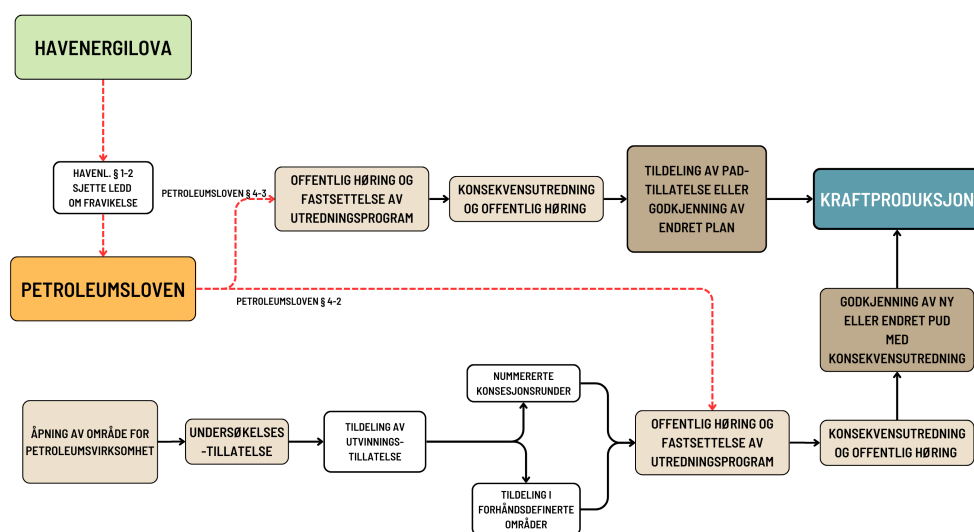 HAVENERGILOVA
HAVENL. § 1-2
SJETTE LEDD
OM FRAVIKELSE
PETROLEUMSLOVEN § 4-3
OFFENTLIG HØRING OG
FASTSETTELSE AV
UTREDNINGSPROGRAM
KONSEKVENSUTREDNING
OG OFFENTLIG HØRING
TILDELING AV PAD-
TILLATELSE ELLER
GODKJENNING AV
ENDRET PLAN
KRAFTPRODUKSJON
PETROLEUMSLOVEN
PETROLEUMSLOVEN § 4-2
GODKJENNING AV NY
ELLER ENDRET PUD
MED
KONSEKVENSUTREDNING
ÅPNING AV OMRÅDE FOR
PETROLEUMSVIRKSOMHET
UNDERSØKELSES
-TILLATELSE
TILDELING AV
UTVINNINGS-
TILLATELSE
NUMMERERTE
KONSESJONSRUNDER
TILDELING I
FORHÅNDSDEFINERTE
OMRÅDER
OFFENTLIG HØRING OG
FASTSETTELSE AV
UTREDNINGSPROGRAM
KONSEKVENSUTREDNING
OG OFFENTLIG HØRING